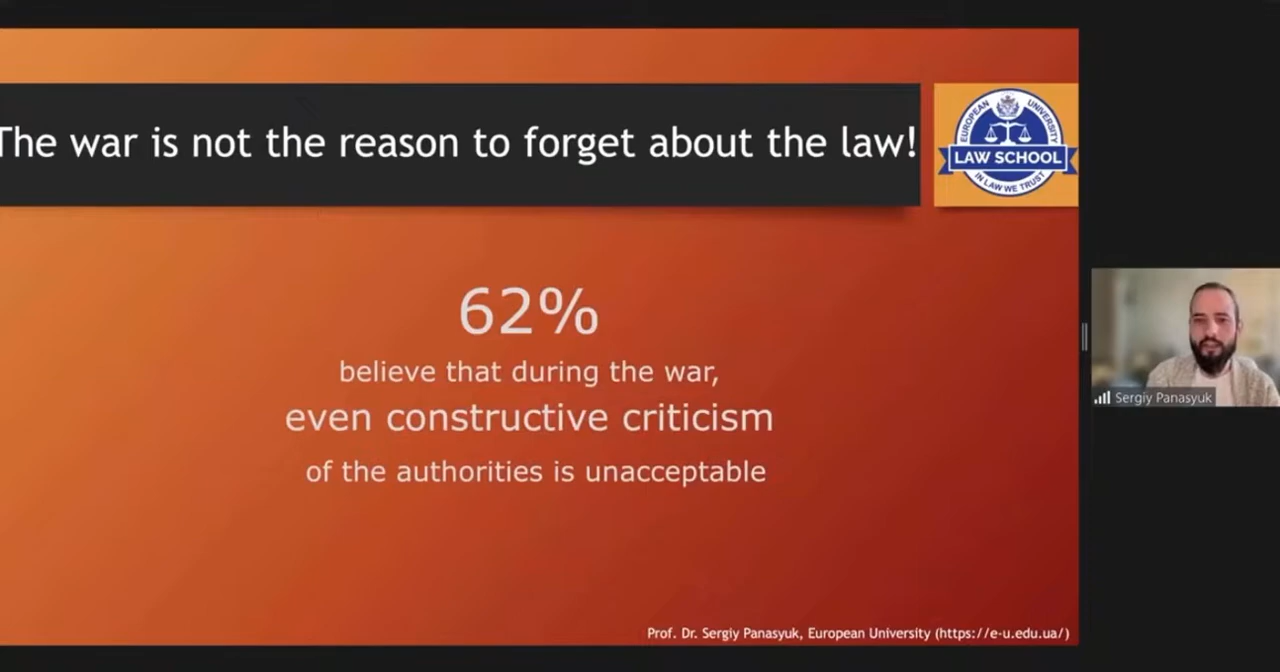 The war is not the reason to forget about the law!
EUROPEAN UNIVERSITY
LAW SCHOOL
IN LAW WE TRUST
62%
believe that during the war,
even constructive criticism
of the authorities is unacceptable
Sergiy Panasyuk
Prof. Dr. Sergiy Panasyuk, European University (https://e-u.edu.ua/)